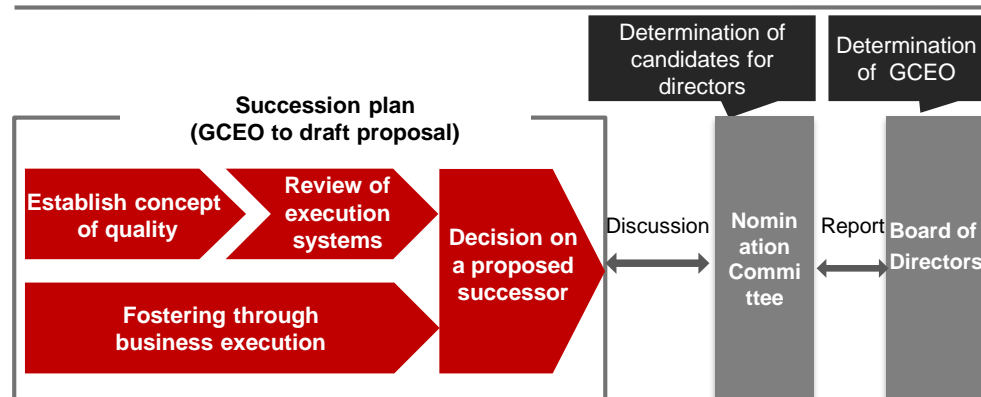 Determination of
candidates for
directors
Determination
of GCEO
Succession plan
(GCEO to draft proposal)
Establish concept
of quality
Review of
execution
systems
Fostering through
business execution
Decision on
a proposed
successor
Discussion
Nomin
ation
Commi
ttee
Report
Board of
Directors